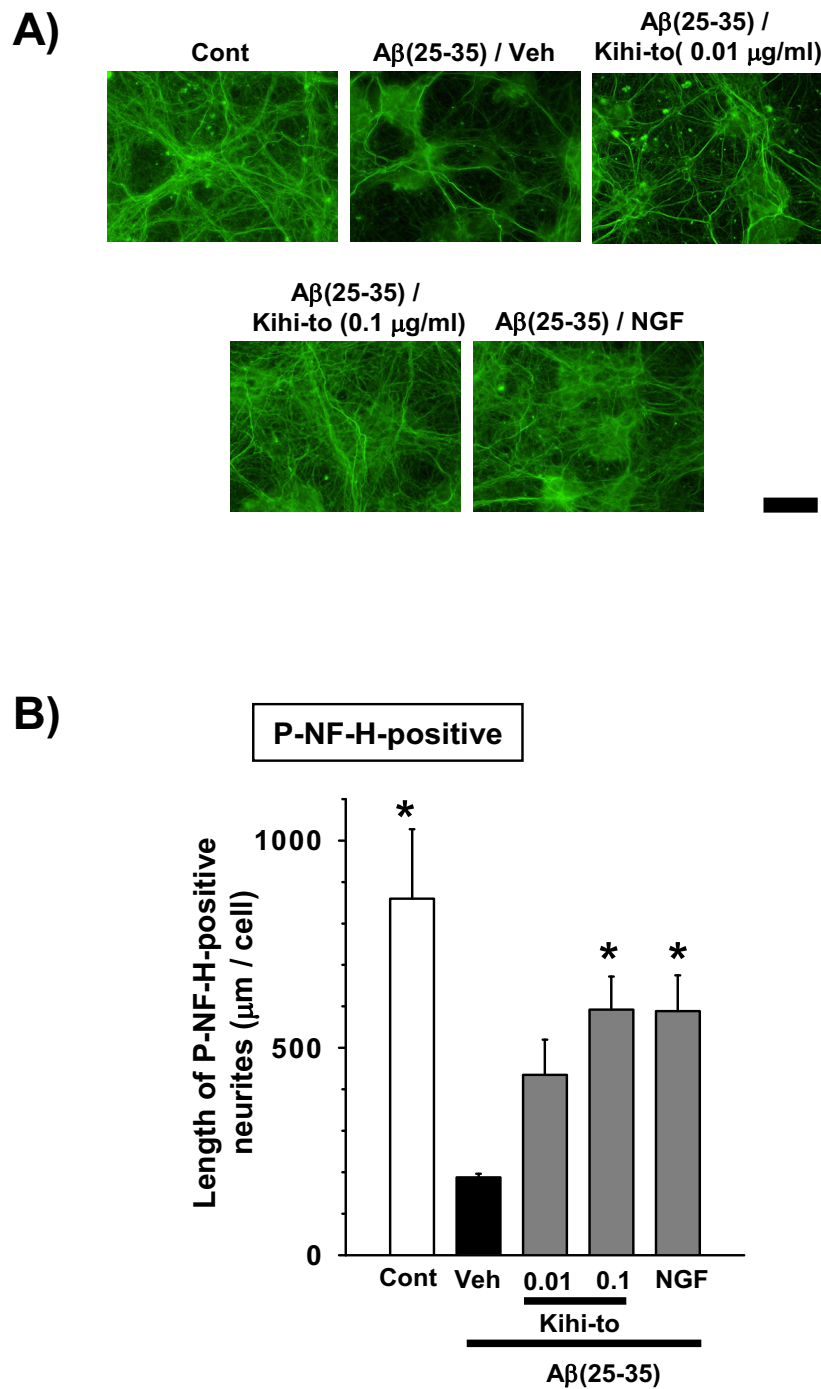 A)
Cont
Aβ(25-35) / Veh
Aβ(25-35) /
Kihi-to( 0.01 μg/ml)
Aβ(25-35) /
Kihi-to (0.1 μg/ml)
Aβ(25-35) / NGF
B)
P-NF-H-positive
Length of P-NF-H-positive
neurites (μm / cell)
1000
500
0
*
*
*
Cont
Veh
0.01
0.1
NGF
Kihi-to
Aβ(25-35)